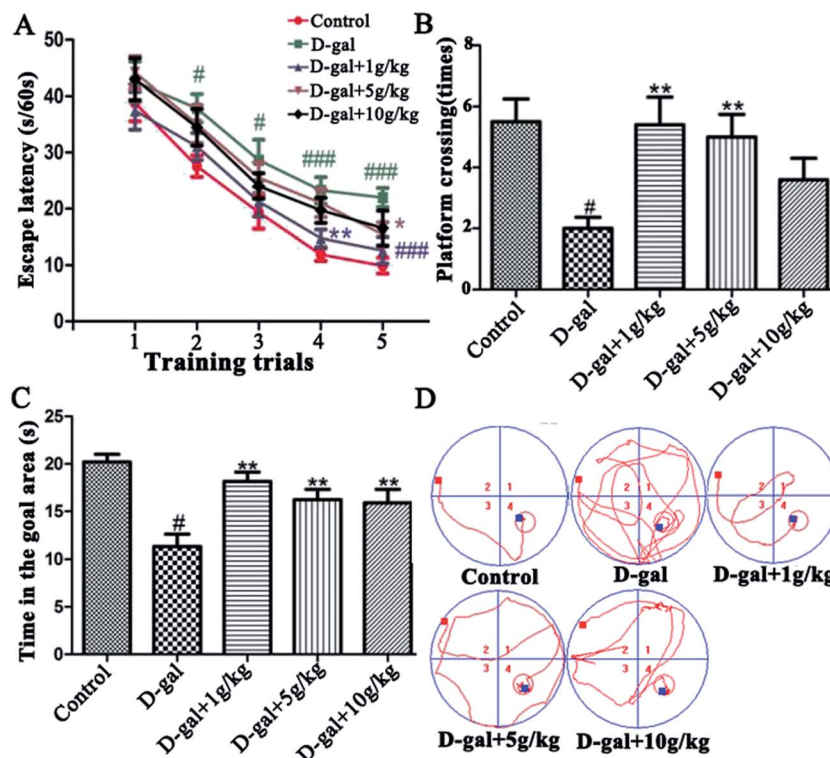 A
Control
D-gal
D-gal+1g/kg
D-gal+5g/kg
D-gal+10g/kg
Escape latency (s/60s)
50
40
30
20
10
0
#
#
###
###
**
*
###
1 2 3 4 5
Training trials
B
Platform crossing(times)
8
6
4
2
0
#
**
**
Control
D-gal
D-gal+1g/kg
D-gal+5g/kg
D-gal+10g/kg
C
Time in the goal area (s)
25
20
15
10
5
0
#
**
**
**
Control
D-gal
D-gal+1g/kg
D-gal+5g/kg
D-gal+10g/kg
D
2 1
3 4
Control
2 1
3 4
D-gal
2 1
3 4
D-gal+1g/kg
2 1
3 4
D-gal+5g/kg
2 1
3 4
D-gal+10g/kg